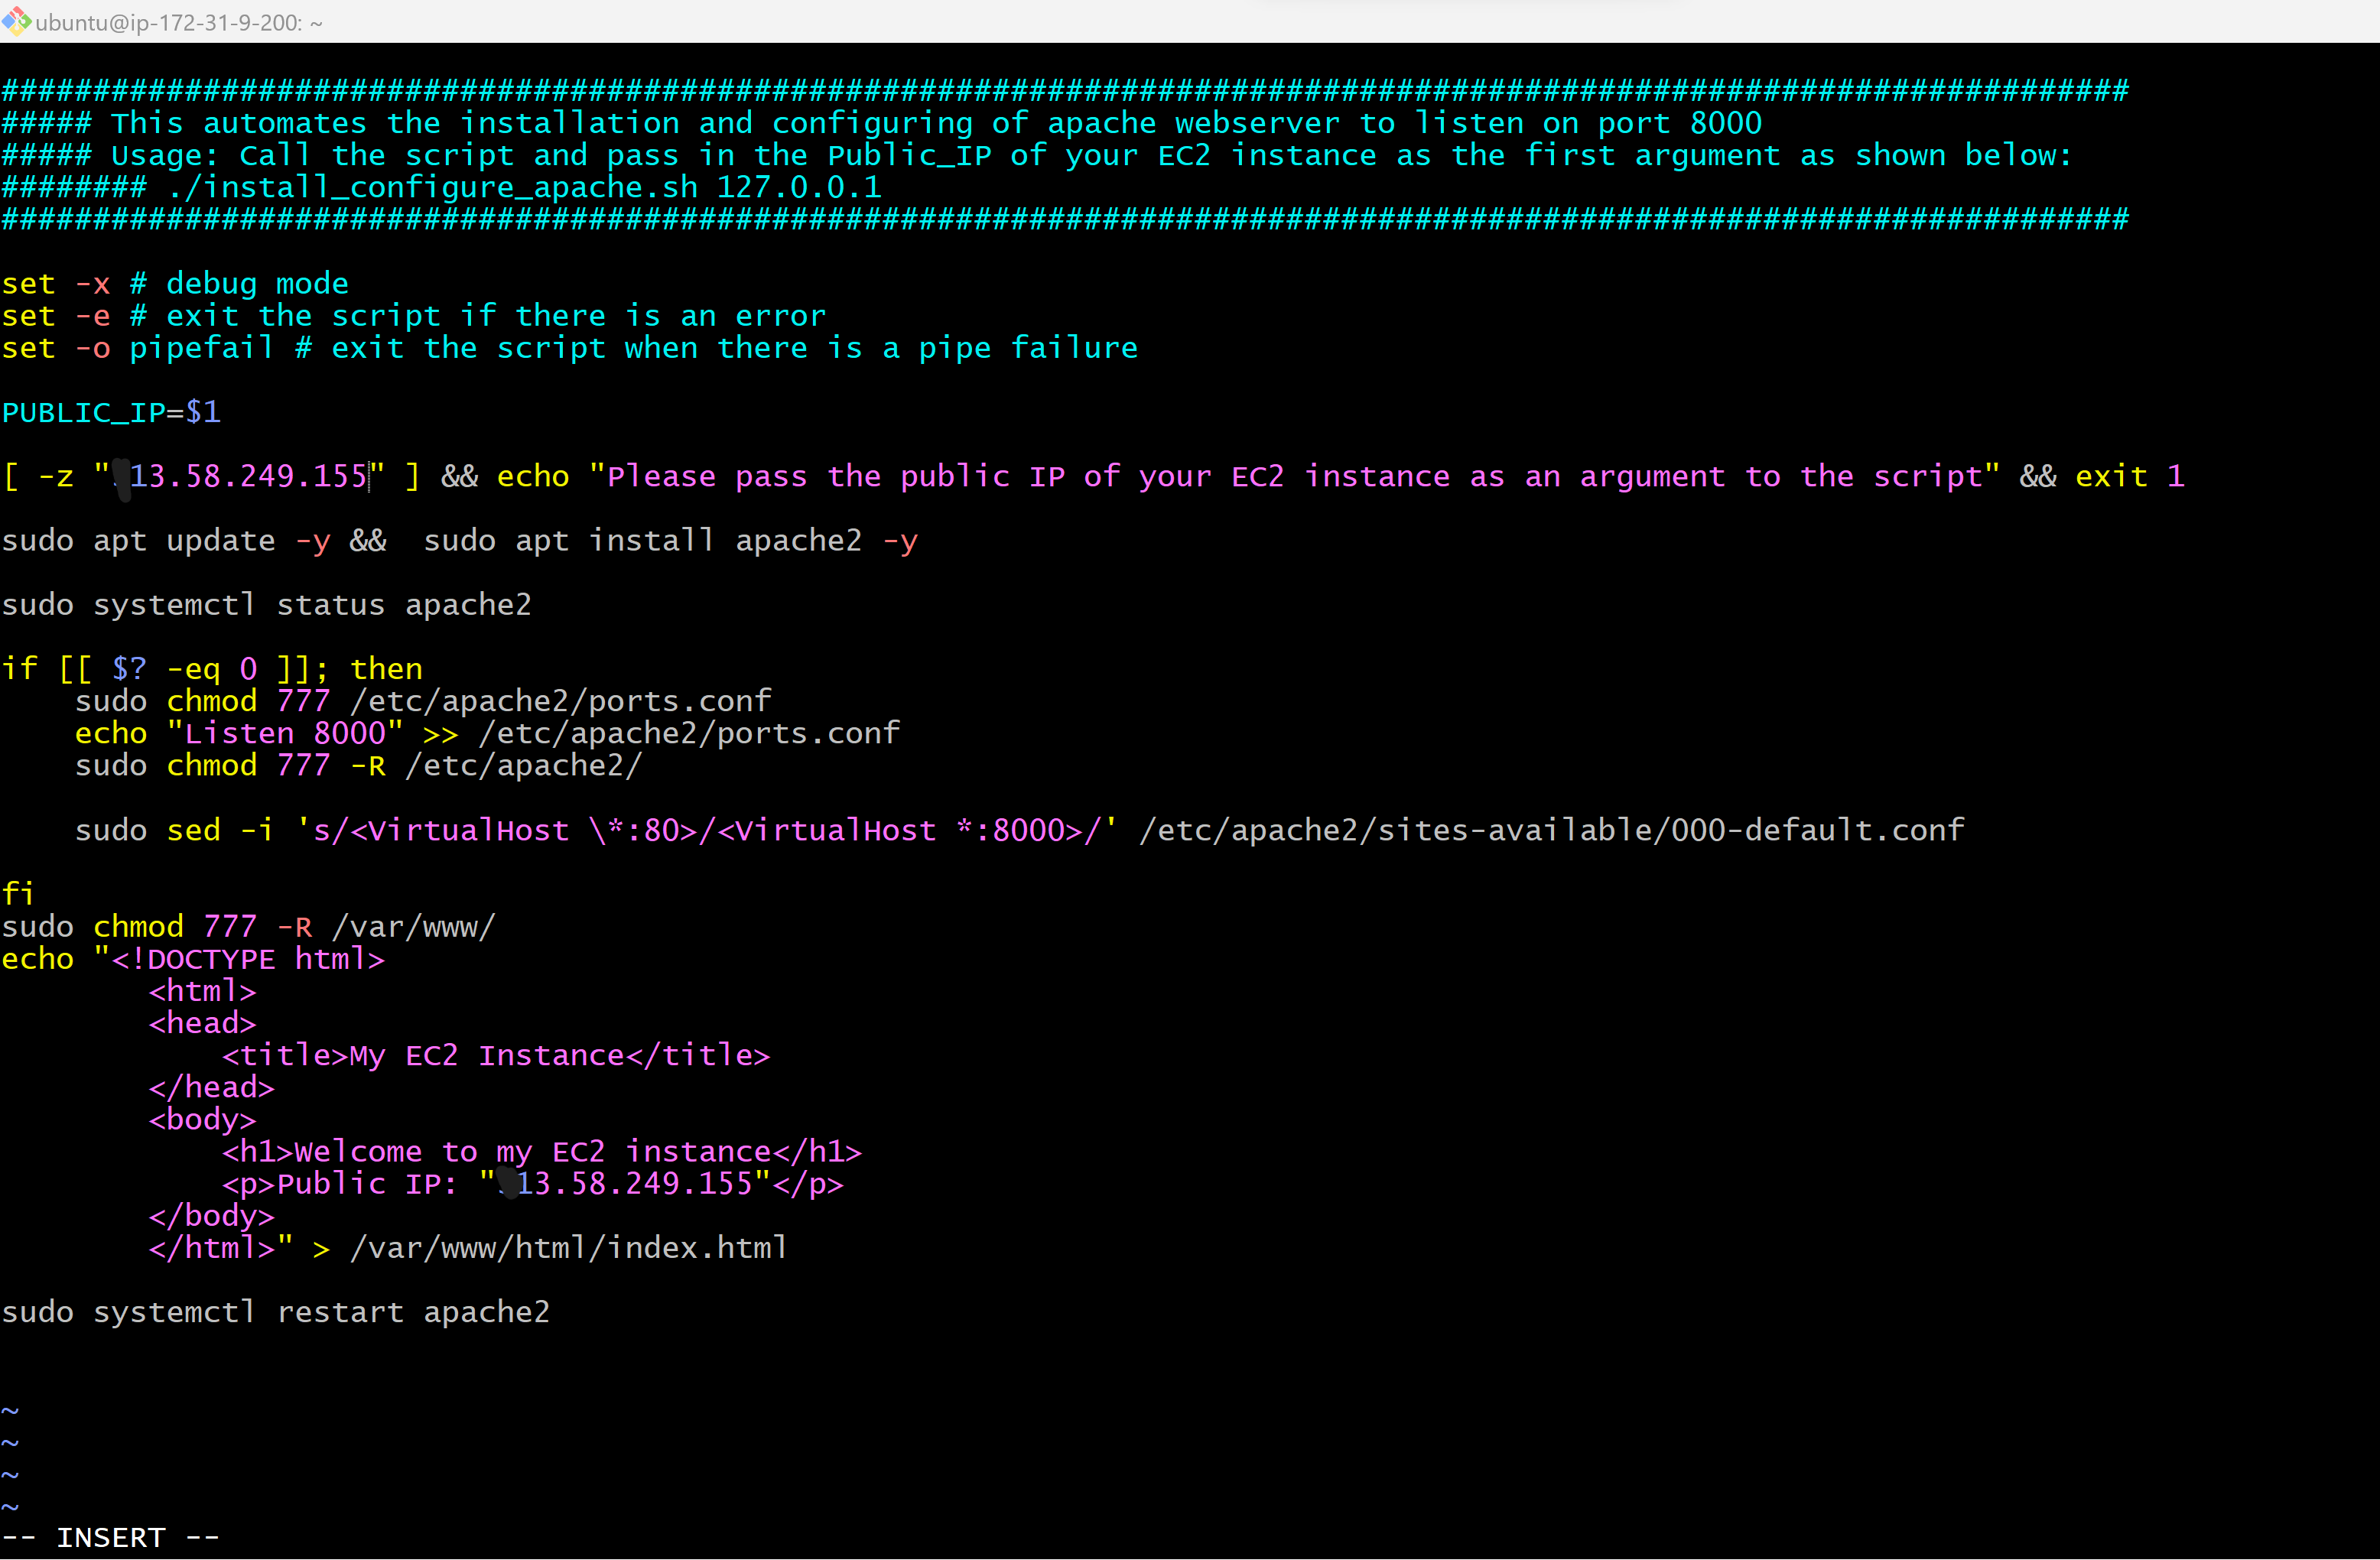 ubuntu@ip-172-31-9-200: ~
####################################################################################################################
##### This automates the installation and configuring of apache webserver to listen on port 8000
##### Usage: Call the script and pass in the Public_IP of your EC2 instance as the first argument as shown below:
######## ./install_configure_apache.sh 127.0.0.1
####################################################################################################################
set -x # debug mode
set -e # exit the script if there is an error
set -o pipefail # exit the script when there is a pipe failure
PUBLIC_IP=$1
[ -z "13.58.249.155" ] && echo "Please pass the public IP of your EC2 instance as an argument to the script" && exit 1
sudo apt update -y &&  sudo apt install apache2 -y
sudo systemctl status apache2
if [[ $? -eq 0 ]]; then
    sudo chmod 777 /etc/apache2/ports.conf
    echo "Listen 8000" >> /etc/apache2/ports.conf
    sudo chmod 777 -R /etc/apache2/
    sudo sed -i 's/<VirtualHost \*:80>/<VirtualHost *:8000>/' /etc/apache2/sites-available/000-default.conf
fi
sudo chmod 777 -R /var/www/
echo "<!DOCTYPE html>
        <html>
        <head>
            <title>My EC2 Instance</title>
        </head>
        <body>
            <h1>Welcome to my EC2 instance</h1>
            <p>Public IP: "13.58.249.155"</p>
        </body>
        </html>" > /var/www/html/index.html
sudo systemctl restart apache2
~
~
~
~
-- INSERT --